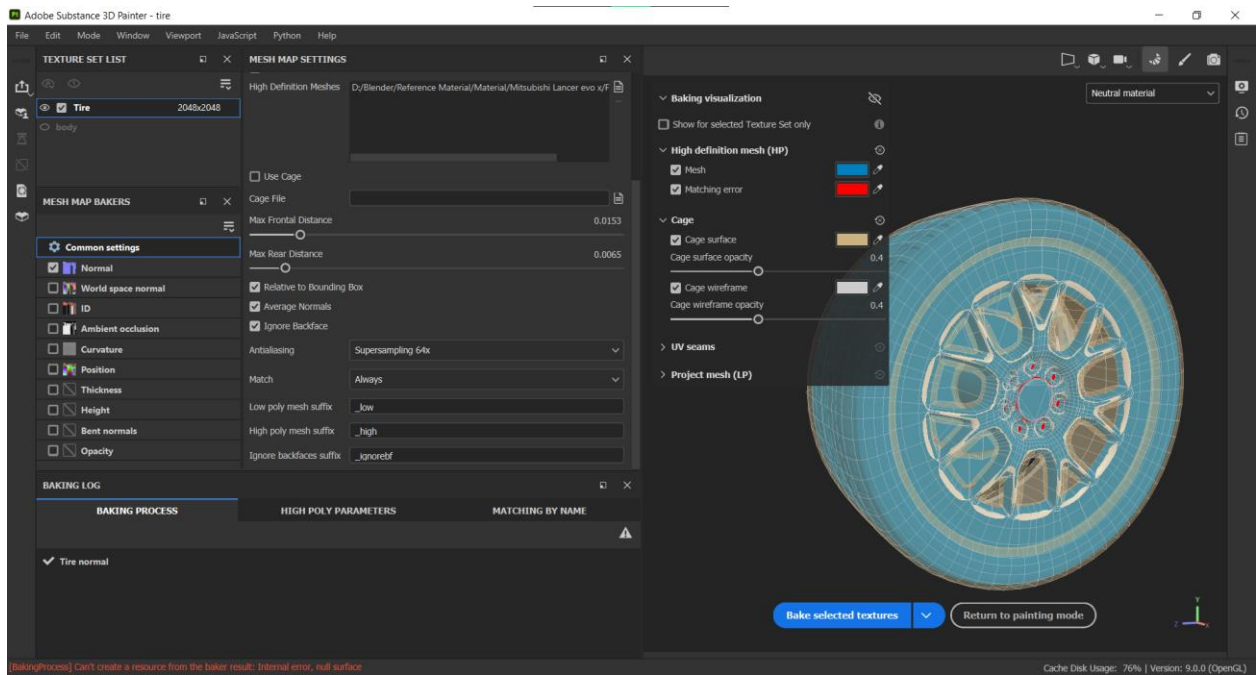 Adobe Substance 3D Painter - tire
File Edit Mode Window Viewport JavaScript Python Help
TEXTURE SET LIST
Tire 2048x2048
body
MESH MAP BAKERS
Common settings
Normal
World space normal
ID
Ambient occlusion
Curvature
Position
Thickness
Height
Bent normals
Opacity
MESH MAP SETTINGS
High Definition Meshes D:/Blender/Reference Material/Material/Mitsubishi Lancer evo x/F
Use Cage
Cage File
Max Frontal Distance 0.0153
Max Rear Distance 0.0065
Relative to Bounding Box
Average Normals
Ignore Backface
Antialiasing Supersampling 64x
Match Always
Low poly mesh suffix _low
High poly mesh suffix _high
Ignore backfaces suffix _ignorebf
BAKING LOG
BAKING PROCESS HIGH POLY PARAMETERS MATCHING BY NAME
Tire normal
Neutral material
Baking visualization
Show for selected Texture Set only
High definition mesh (HP)
Mesh
Matching error
Cage
Cage surface
Cage surface opacity 0.4
Cage wireframe
Cage wireframe opacity 0.4
UV seams
Project mesh (LP)
Bake selected textures Return to painting mode
Y
Z X
[BakingProcess] Can't create a resource from the baker result: Internal error, null surface
Cache Disk Usage: 76% | Version: 9.0.0 (OpenGL)